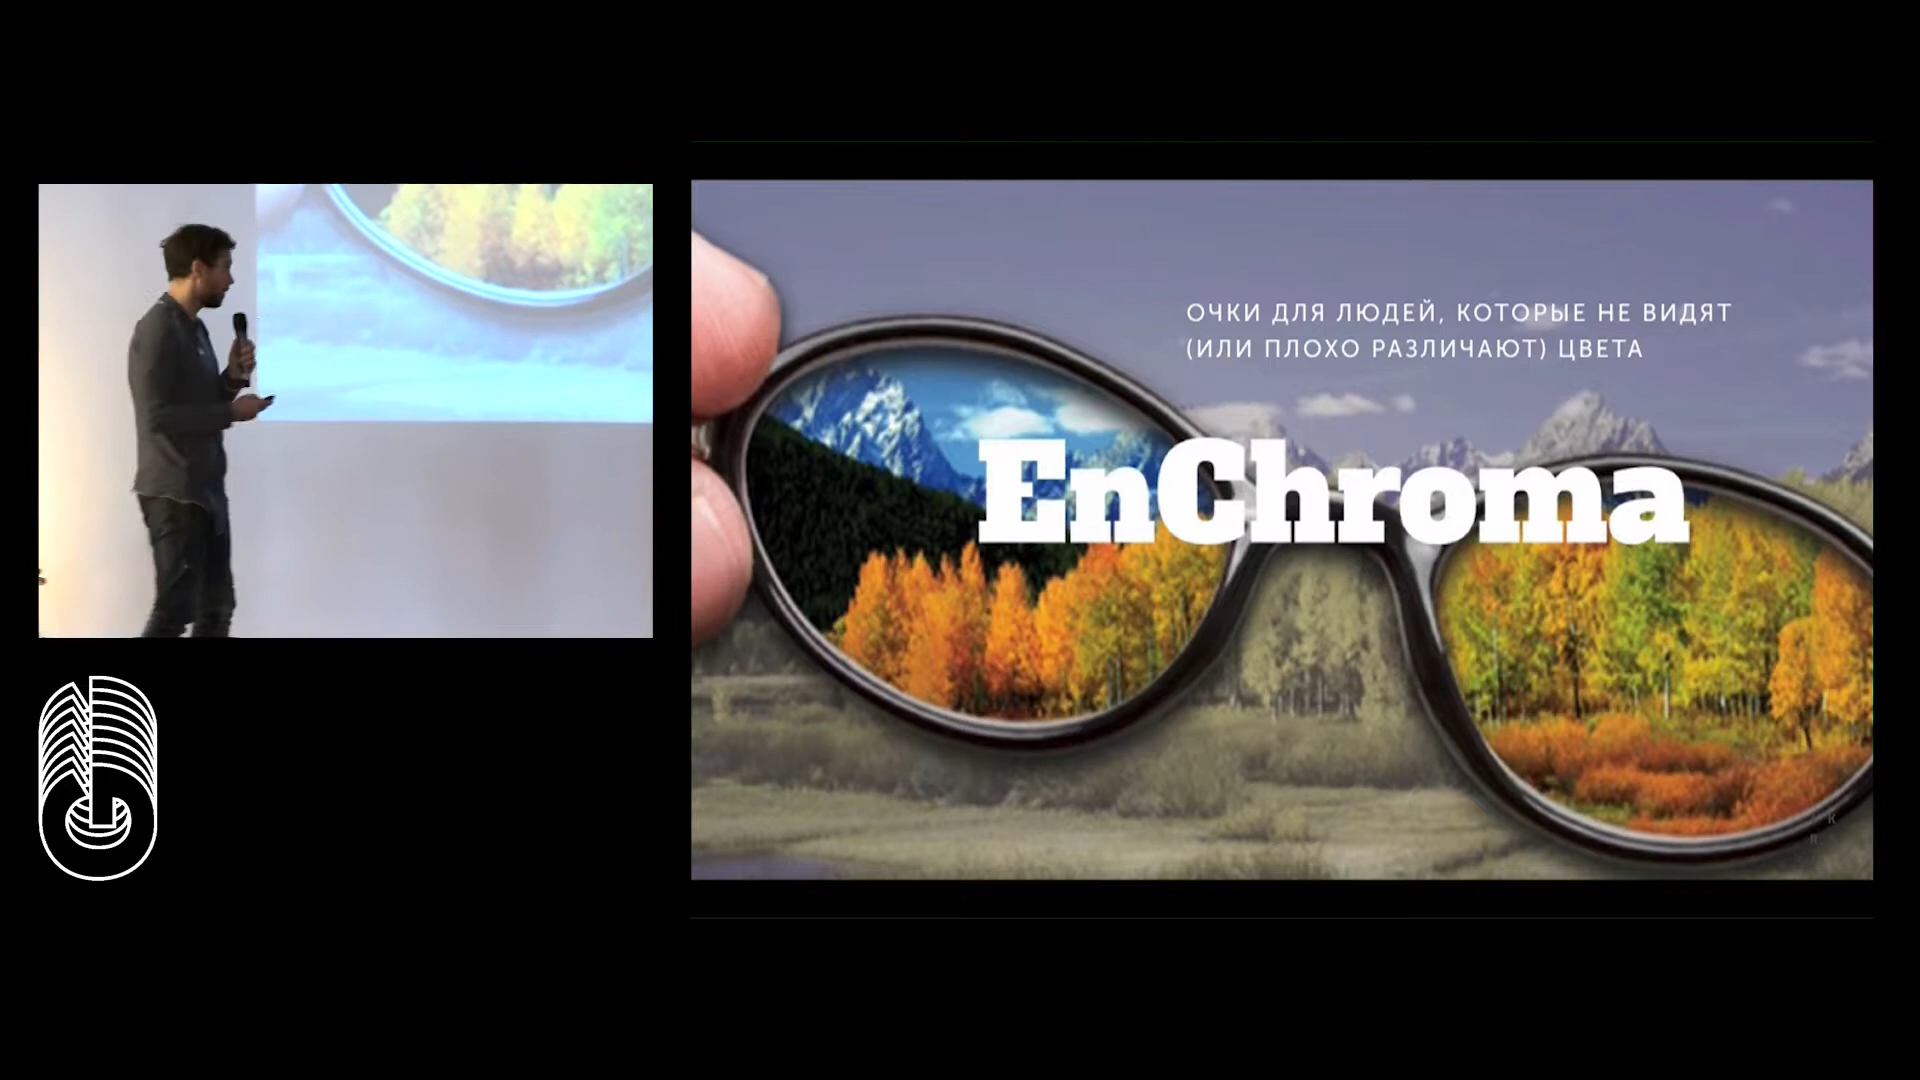 ОЧКИ ДЛЯ ЛЮДЕЙ, КОТОРЫЕ НЕ ВИДЯТ
(ИЛИ ПЛОХО РАЗЛИЧАЮТ) ЦВЕТА
EnChroma